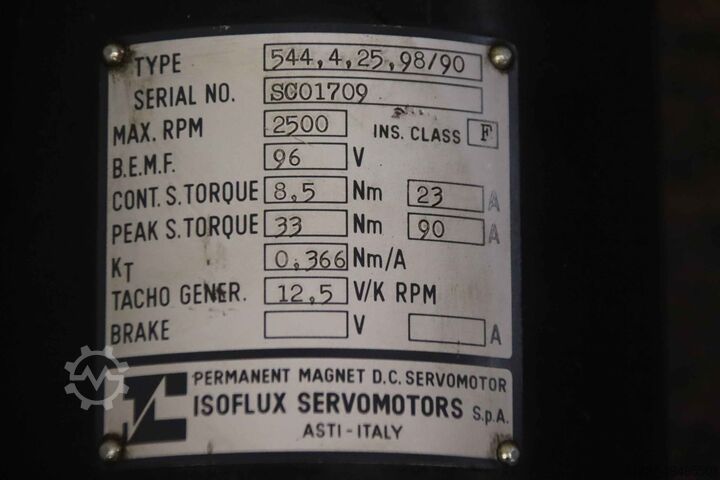 TYPE 544,4,25,98/90
SERIAL NO. SC01709
MAX. RPM 2500 INS. CLASS F
B.E.M.F. 96 V
CONT. S. TORQUE 8,5 Nm 23 A
PEAK S. TORQUE 33 Nm 90 A
KT 0,366 Nm/A
TACHO GENER. 12,5 V/K RPM
BRAKE V A
PERMANENT MAGNET D.C. SERVOMOTOR
ISOFLUX SERVOMOTORS S.p.A.
ASTI - ITALY